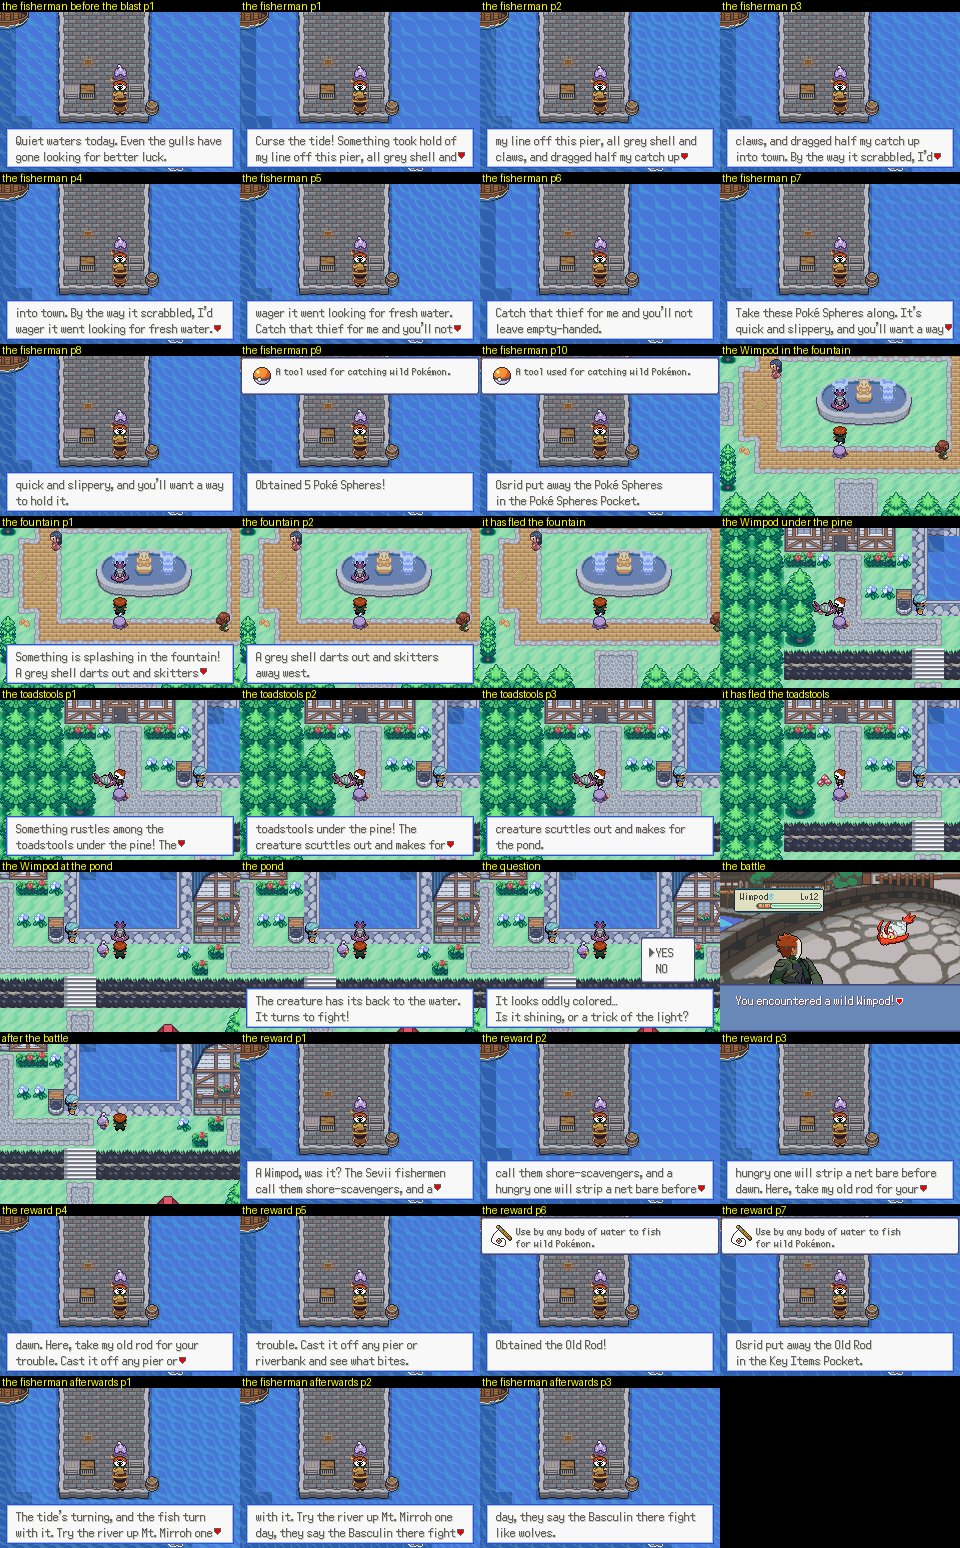 the fisherman before the blast p1
Quiet waters today. Even the gulls have
gone looking for better luck.
the fisherman p1
Curse the tide! Something took hold of
my line off this pier, all grey shell and
the fisherman p2
my line off this pier, all grey shell and
claws, and dragged half my catch up
the fisherman p3
claws, and dragged half my catch up
into town. By the way it scrabbled, I'd
the fisherman p4
into town. By the way it scrabbled, I'd
wager it went looking for fresh water.
the fisherman p5
wager it went looking for fresh water.
Catch that thief for me and you'll not
the fisherman p6
Catch that thief for me and you'll not
leave empty-handed.
the fisherman p7
Take these Poké Spheres along. It's
quick and slippery, and you'll want a way
the fisherman p8
quick and slippery, and you'll want a way
to hold it.
the fisherman p9
A tool used for catching wild Pokémon.
Obtained 5 Poké Spheres!
the fisherman p10
A tool used for catching wild Pokémon.
Osrid put away the Poké Spheres
in the Poké Spheres Pocket.
the Wimpod in the fountain
the fountain p1
Something is splashing in the fountain!
A grey shell darts out and skitters
the fountain p2
A grey shell darts out and skitters
away west.
it has fled the fountain
the Wimpod under the pine
the toadstools p1
Something rustles among the
toadstools under the pine! The
the toadstools p2
toadstools under the pine! The
creature scuttles out and makes for
the toadstools p3
creature scuttles out and makes for
the pond.
it has fled the toadstools
the Wimpod at the pond
the pond
The creature has its back to the water.
It turns to fight!
the question
YES
NO
It looks oddly colored...
Is it shining, or a trick of the light?
the battle
Wimpod♂ Lv12
You encountered a wild Wimpod!
after the battle
the reward p1
A Wimpod, was it? The Sevii fishermen
call them shore-scavengers, and a
the reward p2
call them shore-scavengers, and a
hungry one will strip a net bare before
the reward p3
hungry one will strip a net bare before
dawn. Here, take my old rod for your
the reward p4
dawn. Here, take my old rod for your
trouble. Cast it off any pier or
the reward p5
trouble. Cast it off any pier or
riverbank and see what bites.
the reward p6
Use by any body of water to fish
for wild Pokémon.
Obtained the Old Rod!
the reward p7
Use by any body of water to fish
for wild Pokémon.
Osrid put away the Old Rod
in the Key Items Pocket.
the fisherman afterwards p1
The tide's turning, and the fish turn
with it. Try the river up Mt. Mirroh one
the fisherman afterwards p2
with it. Try the river up Mt. Mirroh one
day, they say the Basculin there fight
the fisherman afterwards p3
day, they say the Basculin there fight
like wolves.